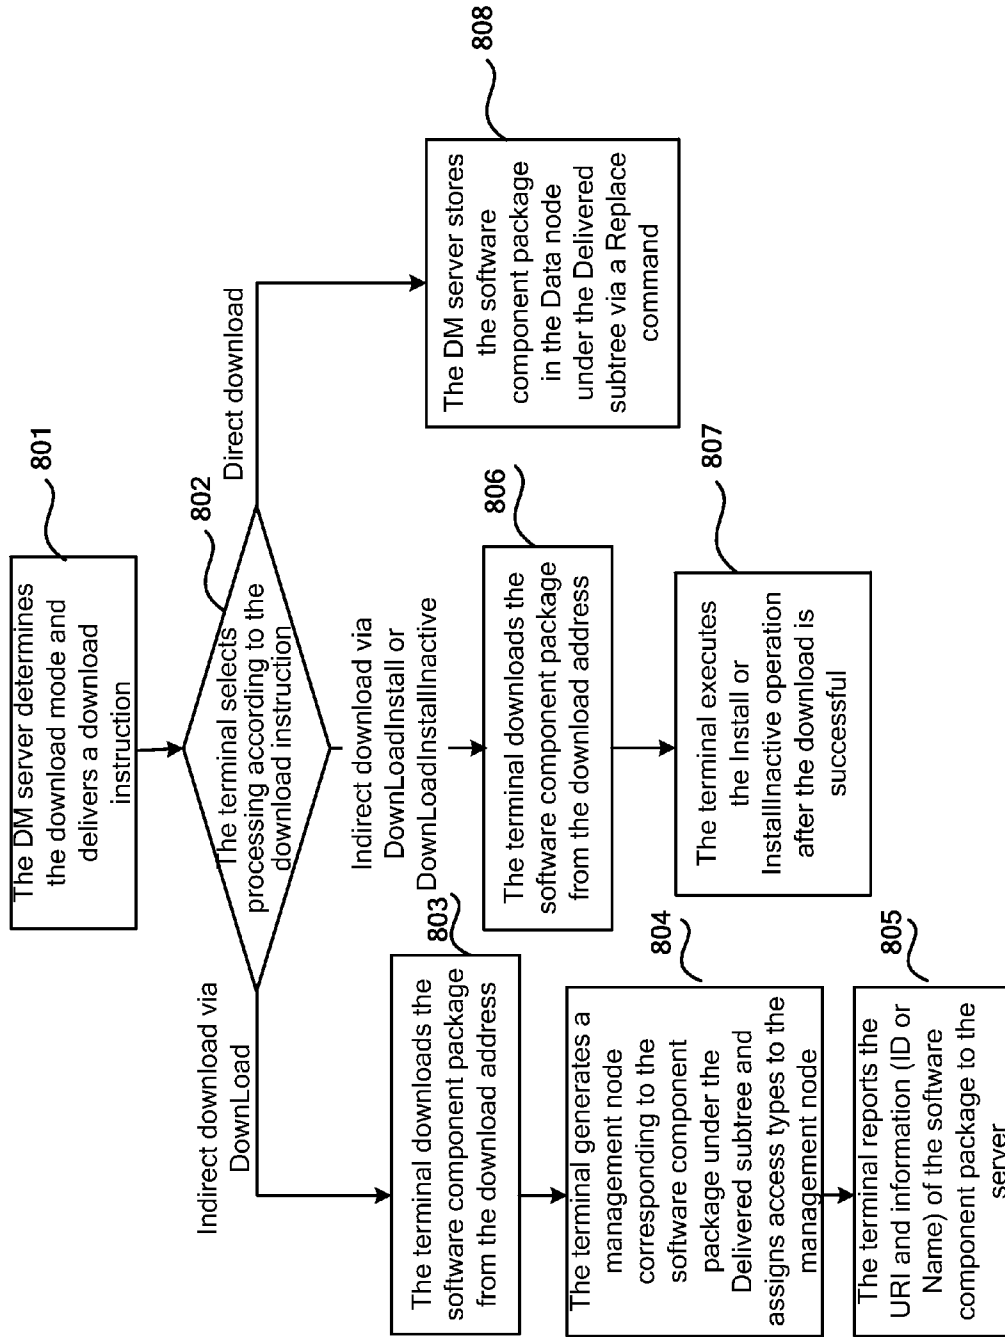 801
The DM server determines
the download mode and
delivers a download
instruction
802
The terminal selects
processing according to the
download instruction
Indirect download via
DownLoad
Indirect download via
DownLoadInstall or
DownLoadInstallInactive
Direct download
803
The terminal downloads the
software component package
from the download address
804
The terminal generates a
management node
corresponding to the
software component
package under the
Delivered subtree and
assigns access types to the
management node
805
The terminal reports the
URI and information (ID or
Name) of the software
component package to the
server
806
The terminal downloads the
software component package
from the download address
807
The terminal executes
the Install or
InstallInactive operation
after the download is
successful
808
The DM server stores
the software
component package
in the Data node
under the Delivered
subtree via a Replace
command